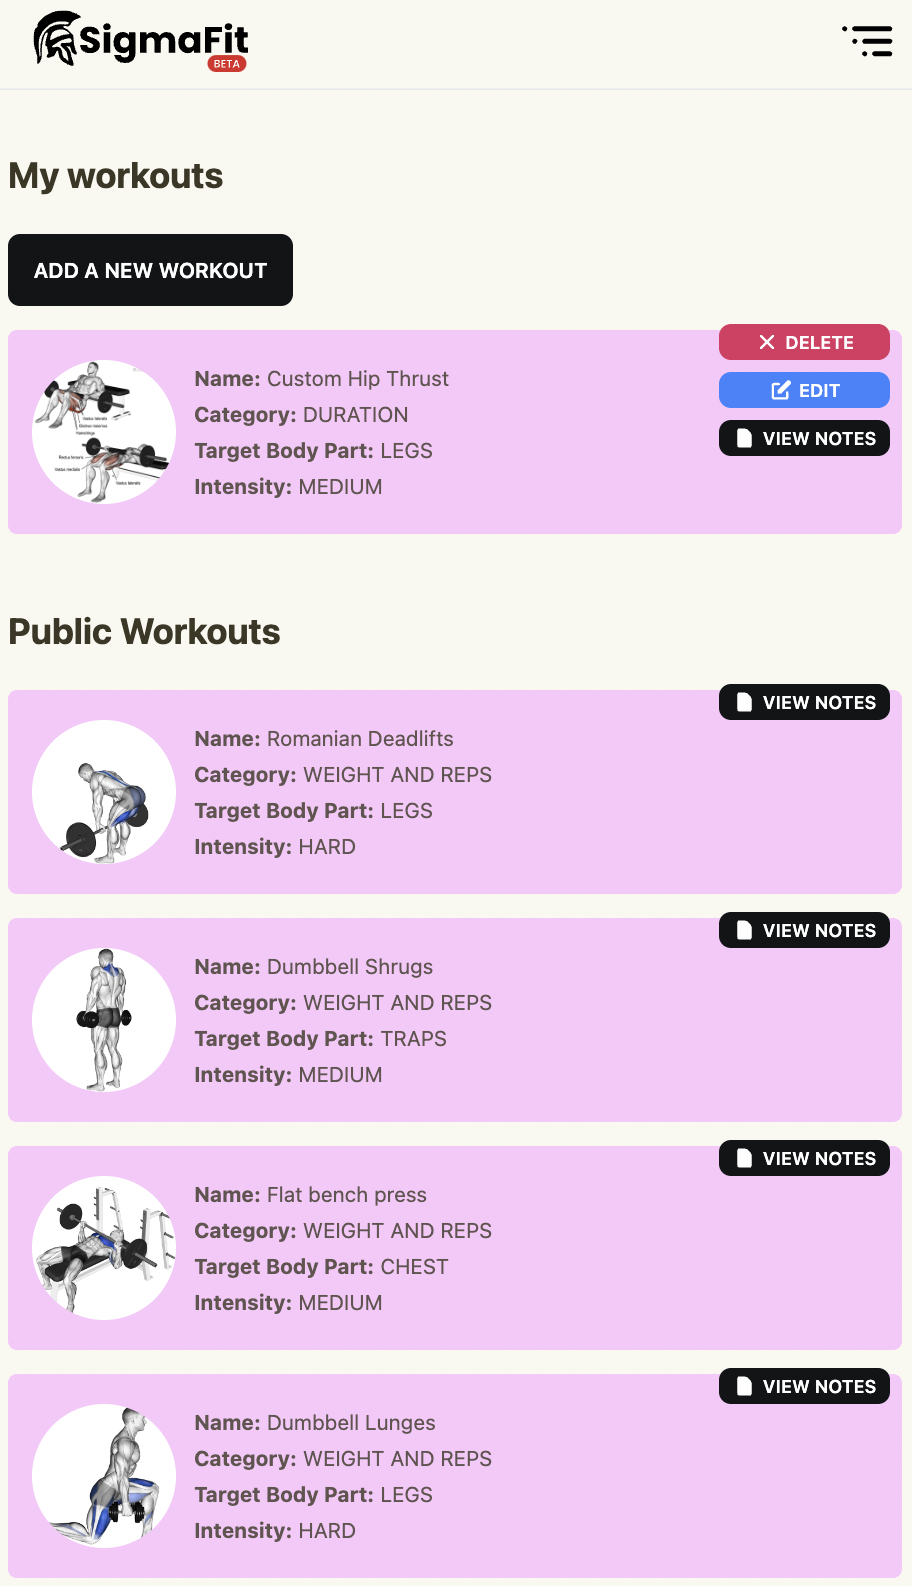 SigmaFit
BETA
My workouts
ADD A NEW WORKOUT
DELETE
EDIT
VIEW NOTES
Name: Custom Hip Thrust
Category: DURATION
Target Body Part: LEGS
Intensity: MEDIUM
Public Workouts
VIEW NOTES
Name: Romanian Deadlifts
Category: WEIGHT AND REPS
Target Body Part: LEGS
Intensity: HARD
VIEW NOTES
Name: Dumbbell Shrugs
Category: WEIGHT AND REPS
Target Body Part: TRAPS
Intensity: MEDIUM
VIEW NOTES
Name: Flat bench press
Category: WEIGHT AND REPS
Target Body Part: CHEST
Intensity: MEDIUM
VIEW NOTES
Name: Dumbbell Lunges
Category: WEIGHT AND REPS
Target Body Part: LEGS
Intensity: HARD